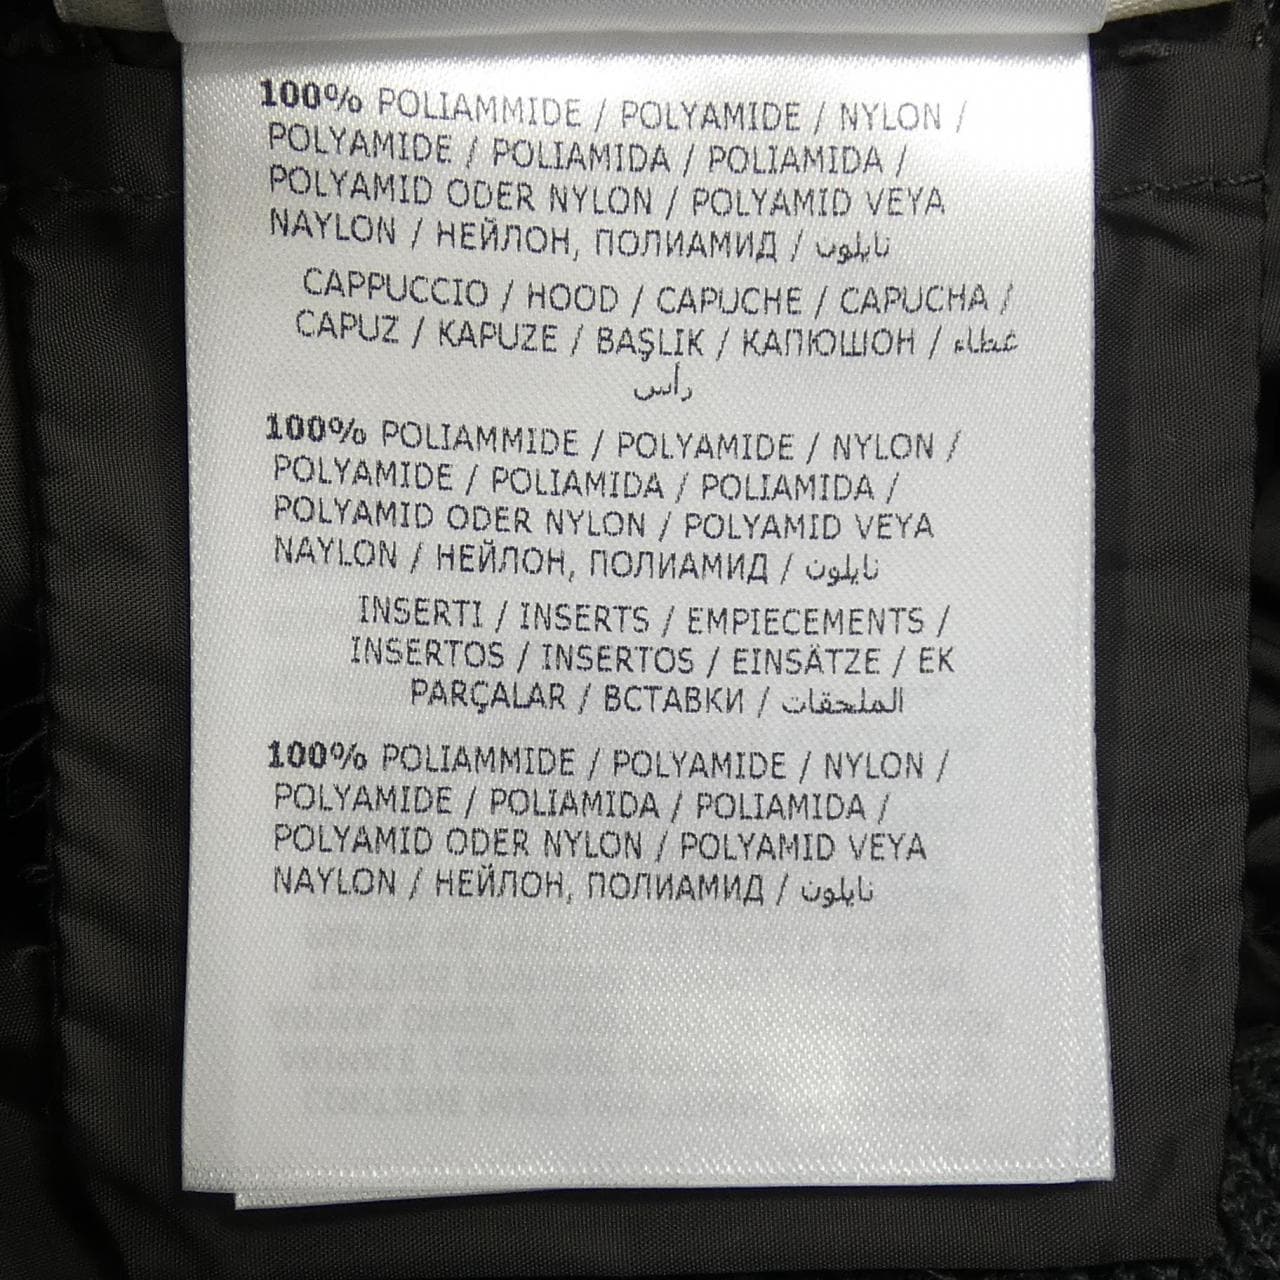 100% POLIAMMIDE / POLYAMIDE / NYLON /
POLYAMIDE / POLIAMIDA / POLIAMIDA /
POLYAMID ODER NYLON / POLYAMID VEYA
NAYLON / НЕЙЛОН, ПОЛИАМИД / نايلون
CAPPUCCIO / HOOD / CAPUCHE / CAPUCHA /
CAPUZ / KAPUZE / BAŞLIK / КАПЮШОН / غطاء
رأس
100% POLIAMMIDE / POLYAMIDE / NYLON /
POLYAMIDE / POLIAMIDA / POLIAMIDA /
POLYAMID ODER NYLON / POLYAMID VEYA
NAYLON / НЕЙЛОН, ПОЛИАМИД / نايلون
INSERTI / INSERTS / EMPIECEMENTS /
INSERTOS / INSERTOS / EINSÄTZE / EK
PARÇALAR / ВСТАВКИ / الملحقات
100% POLIAMMIDE / POLYAMIDE / NYLON /
POLYAMIDE / POLIAMIDA / POLIAMIDA /
POLYAMID ODER NYLON / POLYAMID VEYA
NAYLON / НЕЙЛОН, ПОЛИАМИД / نايلون